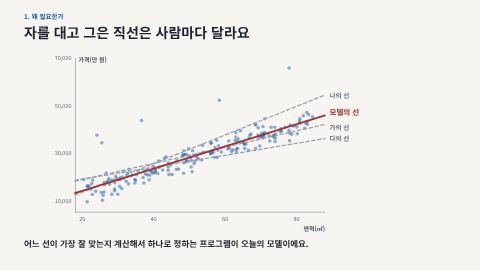 1. 왜 필요한가
자를 대고 그은 직선은 사람마다 달라요
가격(만 원)
70,000
50,000
30,000
10,000
나의 선
모델의 선
가의 선
다의 선
20
40
60
80
면적(㎡)
어느 선이 가장 잘 맞는지 계산해서 하나로 정하는 프로그램이 오늘의 모델이에요.